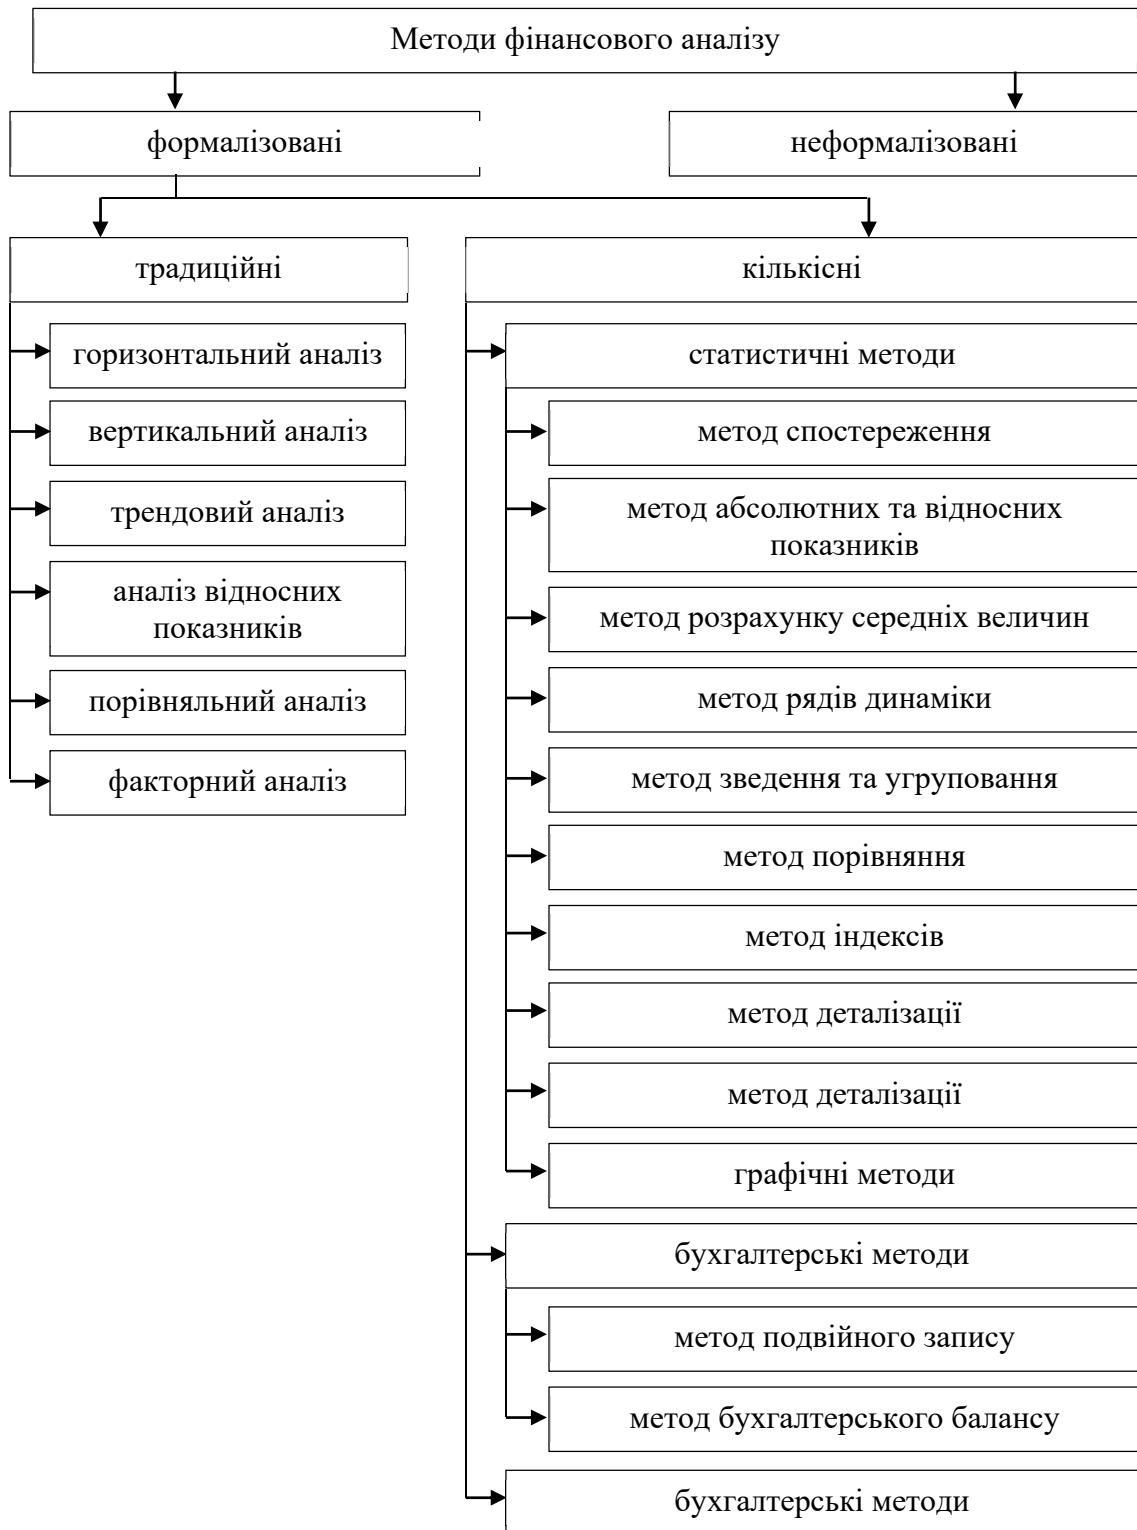 Методи фінансового аналізу
формалізовані
неформалізовані
традиційні
кількісні
горизонтальний аналіз
вертикальний аналіз
трендовий аналіз
аналіз відносних
показників
порівняльний аналіз
факторний аналіз
статистичні методи
метод спостереження
метод абсолютних та відносних
показників
метод розрахунку середніх величин
метод рядів динаміки
метод зведення та угруповання
метод порівняння
метод індексів
метод деталізації
метод деталізації
графічні методи
бухгалтерські методи
метод подвійного запису
метод бухгалтерського балансу
бухгалтерські методи